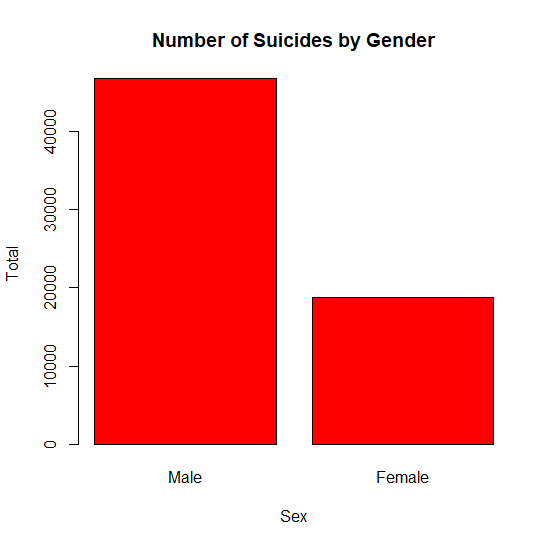 Number of Suicides by Gender
Total
40000
30000
20000
10000
0
Male Female
Sex